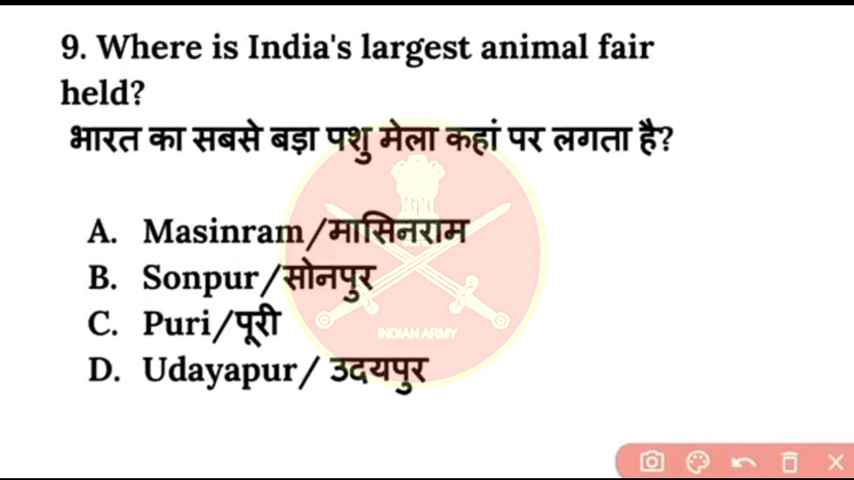 9. Where is India's largest animal fair
held?
भारत का सबसे बड़ा पशु मेला कहां पर लगता है?
A. Masinram/मासिनराम
B. Sonpur/सोनपुर
C. Puri/पूरी
D. Udayapur/ उदयपुर
INDIAN ARMY